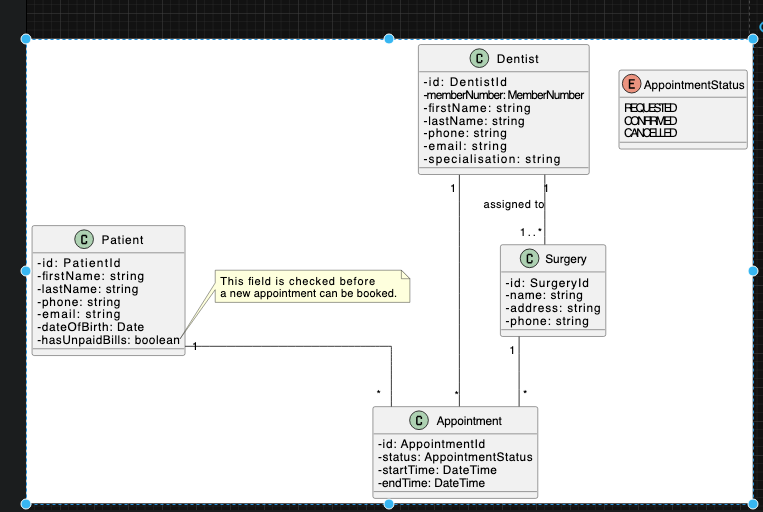 C Dentist
-id: DentistId
-memberNumber: MemberNumber
-firstName: string
-lastName: string
-phone: string
-email: string
-specialisation: string
E AppointmentStatus
REQUESTED
CONFIRMED
CANCELLED
1
1
assigned to
1..*
C Patient
-id: PatientId
-firstName: string
-lastName: string
-phone: string
-email: string
-dateOfBirth: Date
-hasUnpaidBills: boolean
This field is checked before
a new appointment can be booked.
C Surgery
-id: SurgeryId
-name: string
-address: string
-phone: string
1
1
*
*
*
C Appointment
-id: AppointmentId
-status: AppointmentStatus
-startTime: DateTime
-endTime: DateTime